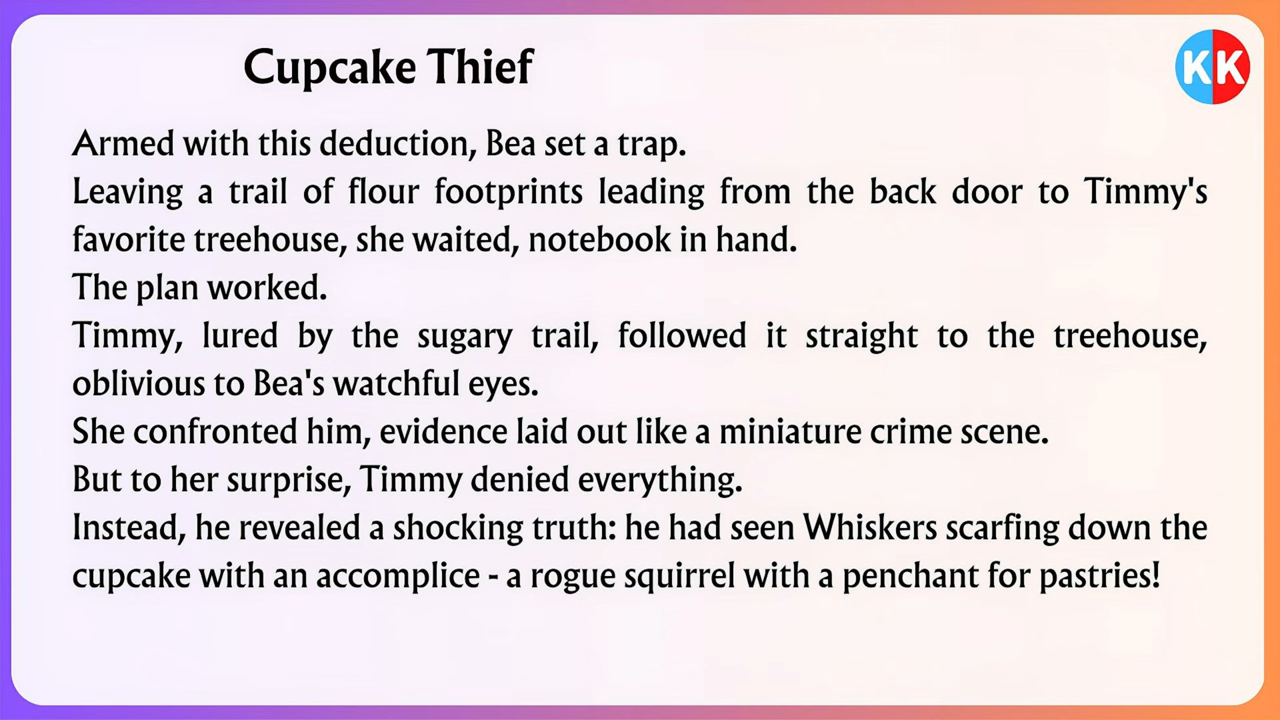 Cupcake Thief
KK
Armed with this deduction, Bea set a trap.
Leaving a trail of flour footprints leading from the back door to Timmy's
favorite treehouse, she waited, notebook in hand.
The plan worked.
Timmy, lured by the sugary trail, followed it straight to the treehouse,
oblivious to Bea's watchful eyes.
She confronted him, evidence laid out like a miniature crime scene.
But to her surprise, Timmy denied everything.
Instead, he revealed a shocking truth: he had seen Whiskers scarfing down the
cupcake with an accomplice - a rogue squirrel with a penchant for pastries!